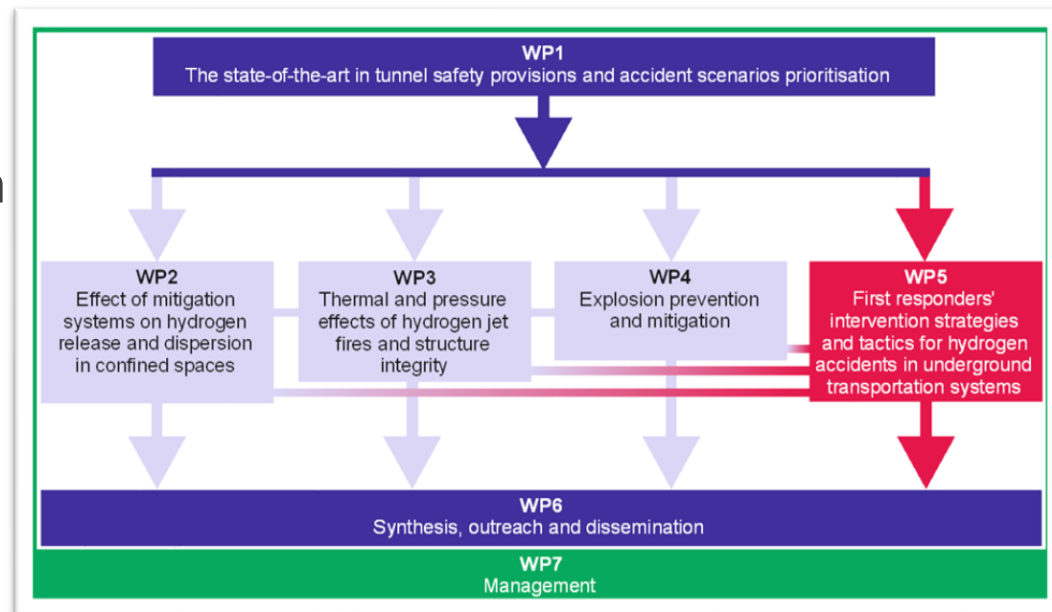 WP1
The state-of-the-art in tunnel safety provisions and accident scenarios prioritisation
WP2
Effect of mitigation
systems on hydrogen
release and dispersion
in confined spaces
WP3
Thermal and pressure
effects of hydrogen jet
fires and structure
integrity
WP4
Explosion prevention
and mitigation
WP5
First responders'
intervention strategies
and tactics for hydrogen
accidents in underground
transportation systems
WP6
Synthesis, outreach and dissemination
WP7
Management